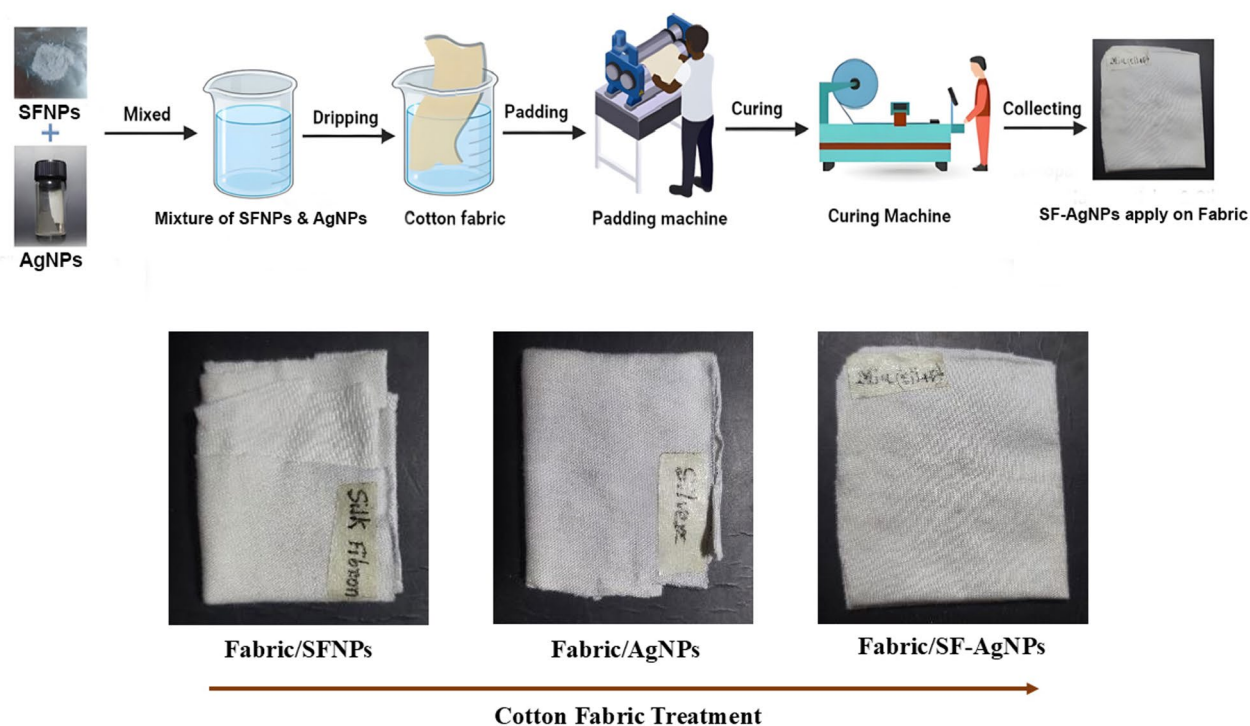 SFNPs
+
AgNPs
Mixed
Mixture of SFNPs & AgNPs
Dripping
Cotton fabric
Padding
Padding machine
Curing
Curing Machine
Collecting
SF-AgNPs apply on Fabric
Silk Fibroon
Silver
Fabric/SFNPs
Fabric/AgNPs
Fabric/SF-AgNPs
Cotton Fabric Treatment